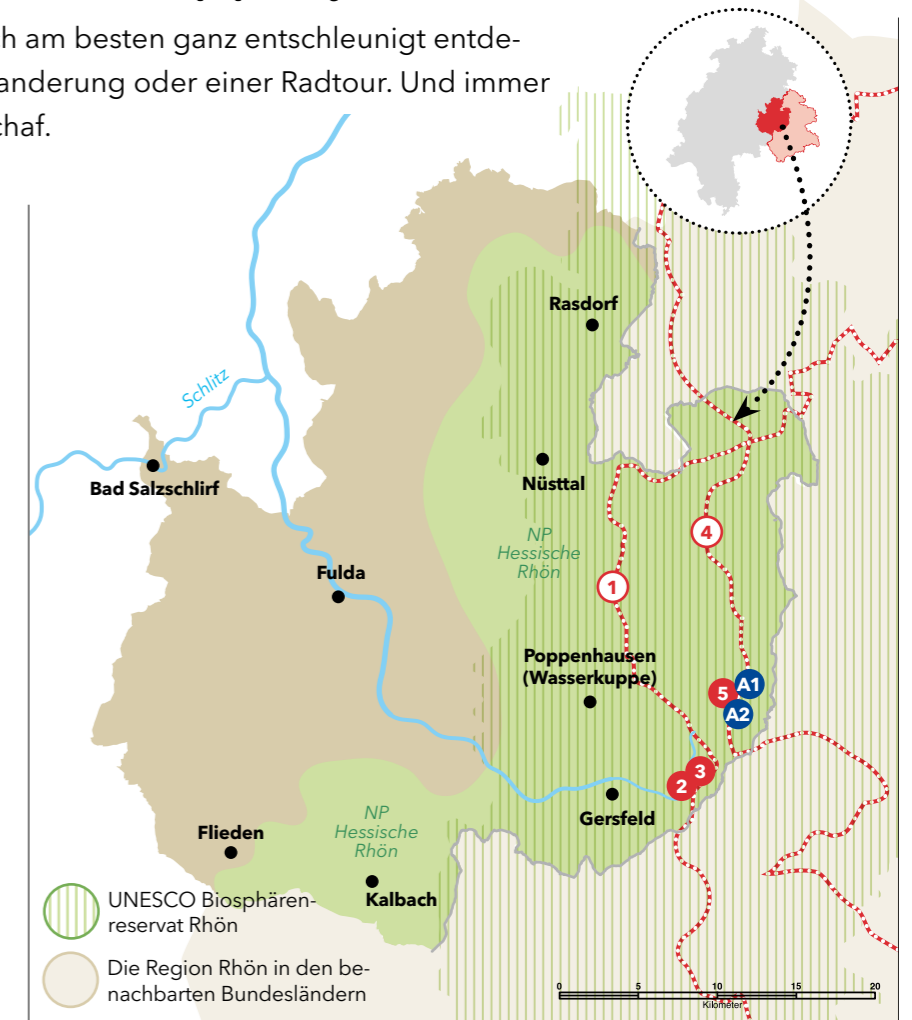 h am besten ganz entschleunigt entde-
anderung oder einer Radtour. Und immer
chaf.
Rasdorf
Schlitz
Bad Salzschlirf
Nüsttal
NP
Hessische
Rhön
4
Fulda
1
Poppenhausen
(Wasserkuppe)
A1
5
A2
3
2
Gersfeld
NP
Hessische
Rhön
Flieden
Kalbach
UNESCO Biosphären-
reservat Rhön
Die Region Rhön in den be-
nachbarten Bundesländern
0 5 10 15 20
Kilometer